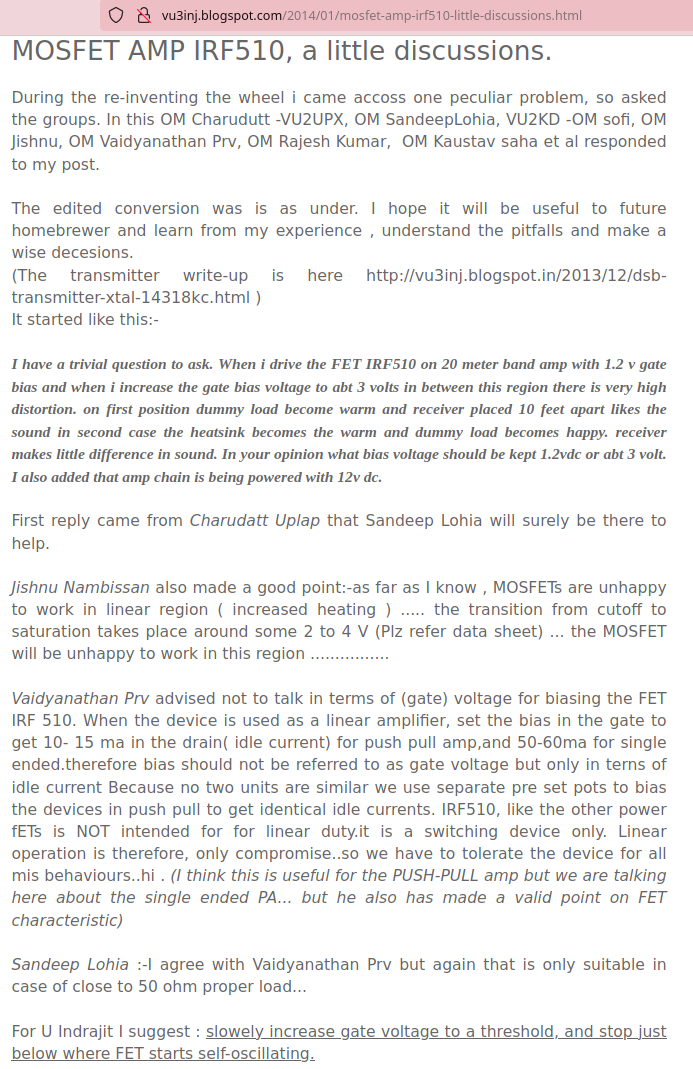 vu3inj.blogspot.com/2014/01/mosfet-amp-irf510-little-discussions.html
MOSFET AMP IRF510, a little discussions.
During the re-inventing the wheel i came accoss one peculiar problem, so asked
the groups. In this OM Charudutt -VU2UPX, OM SandeepLohia, VU2KD -OM sofi, OM
Jishnu, OM Vaidyanathan Prv, OM Rajesh Kumar,  OM Kaustav saha et al responded
to my post.
The edited conversion was is as under. I hope it will be useful to future
homebrewer and learn from my experience , understand the pitfalls and make a
wise decesions.
(The transmitter write-up is here http://vu3inj.blogspot.in/2013/12/dsb-
transmitter-xtal-14318kc.html )
It started like this:-
I have a trivial question to ask. When i drive the FET IRF510 on 20 meter band amp with 1.2 v gate
bias and when i increase the gate bias voltage to abt 3 volts in between this region there is very high
distortion. on first position dummy load become warm and receiver placed 10 feet apart likes the
sound in second case the heatsink becomes the warm and dummy load becomes happy. receiver
makes little difference in sound. In your opinion what bias voltage should be kept 1.2vdc or abt 3 volt.
I also added that amp chain is being powered with 12v dc.
First reply came from Charudatt Uplap that Sandeep Lohia will surely be there to
help.
Jishnu Nambissan also made a good point:-as far as I know , MOSFETs are unhappy
to work in linear region ( increased heating ) ..... the transition from cutoff to
saturation takes place around some 2 to 4 V (Plz refer data sheet) ... the MOSFET
will be unhappy to work in this region ................
Vaidyanathan Prv advised not to talk in terms of (gate) voltage for biasing the FET
IRF 510. When the device is used as a linear amplifier, set the bias in the gate to
get 10- 15 ma in the drain( idle current) for push pull amp,and 50-60ma for single
ended.therefore bias should not be referred to as gate voltage but only in terns of
idle current Because no two units are similar we use separate pre set pots to bias
the devices in push pull to get identical idle currents. IRF510, like the other power
fETs is NOT intended for for linear duty.it is a switching device only. Linear
operation is therefore, only compromise..so we have to tolerate the device for all
mis behaviours..hi . (I think this is useful for the PUSH-PULL amp but we are talking
here about the single ended PA... but he also has made a valid point on FET
characteristic)
Sandeep Lohia :-I agree with Vaidyanathan Prv but again that is only suitable in
case of close to 50 ohm proper load...
For U Indrajit I suggest : slowely increase gate voltage to a threshold, and stop just
below where FET starts self-oscillating.